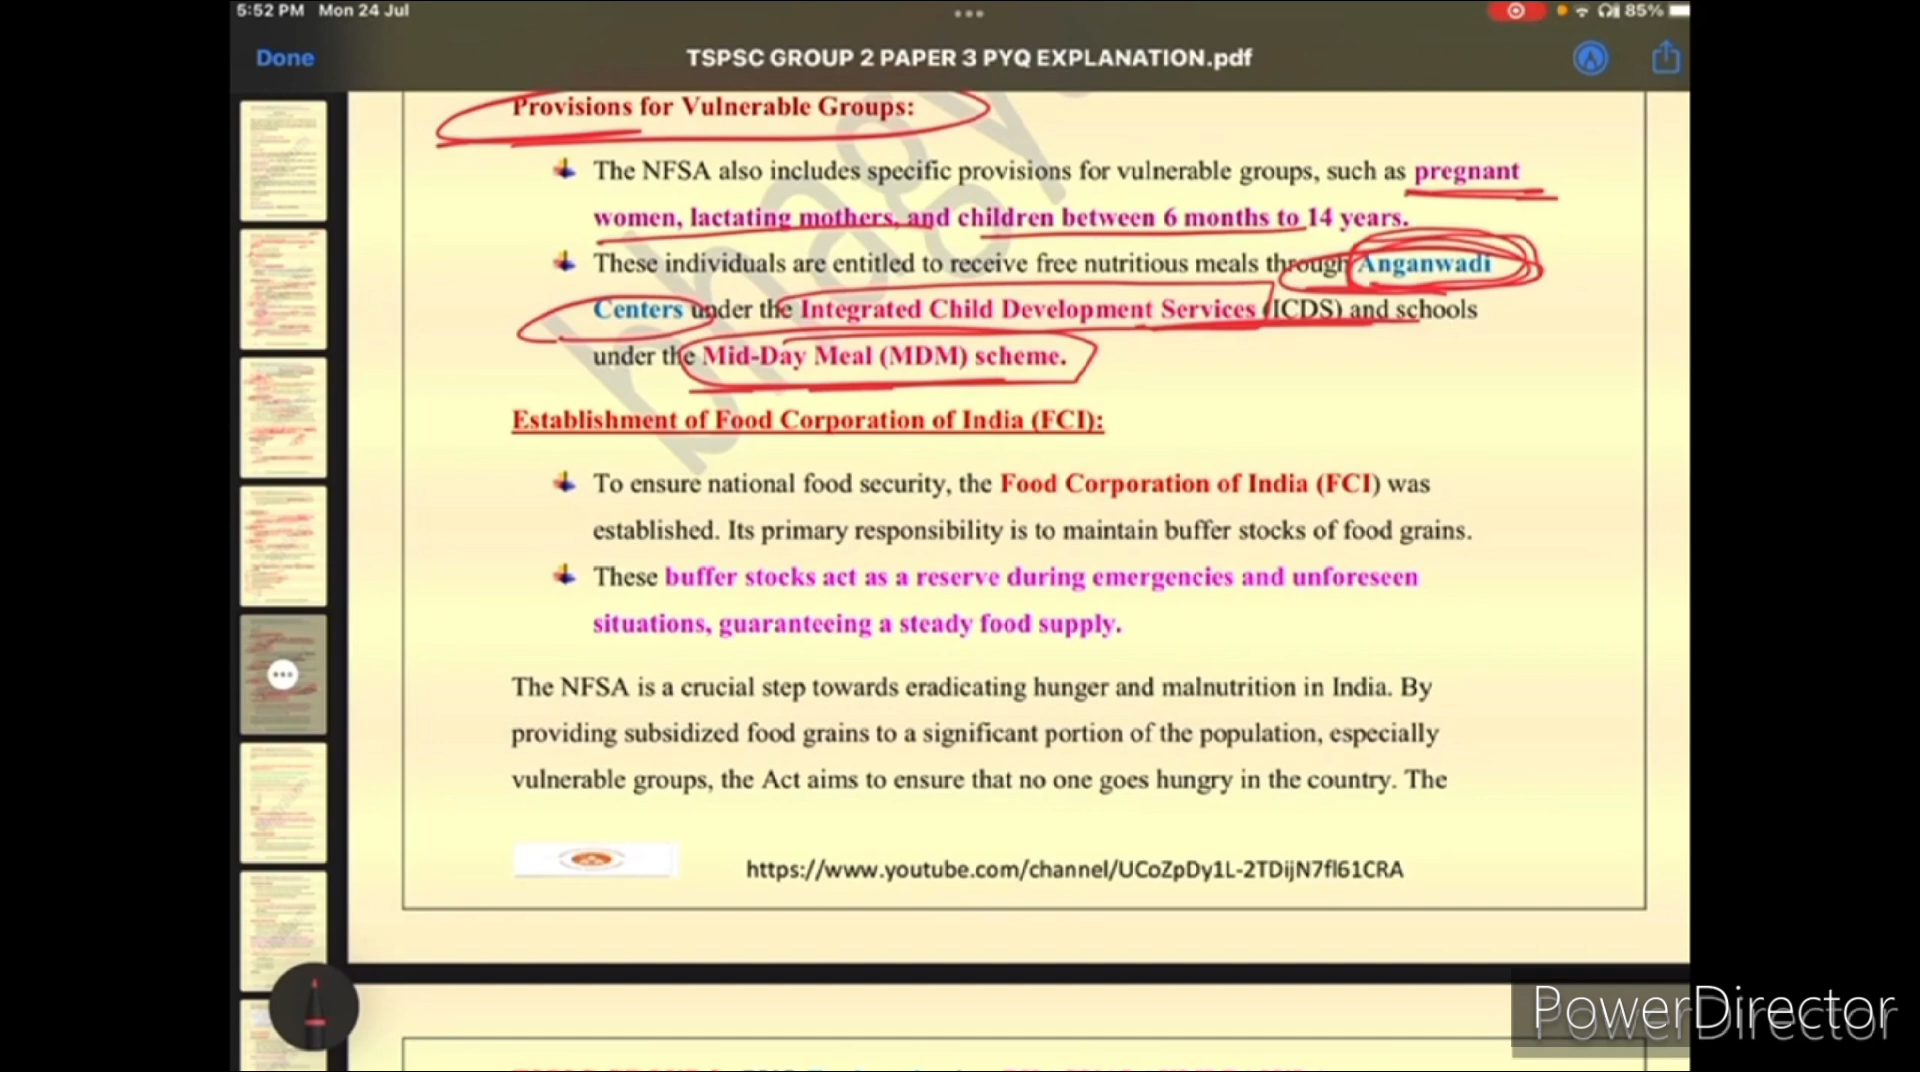 5:52 PM Mon 24 Jul
85%
Done
TSPSC GROUP 2 PAPER 3 PYQ EXPLANATION.pdf
Provisions for Vulnerable Groups:
The NFSA also includes specific provisions for vulnerable groups, such as pregnant
women, lactating mothers, and children between 6 months to 14 years.
These individuals are entitled to receive free nutritious meals through Anganwadi
Centers under the Integrated Child Development Services (ICDS) and schools
under the Mid-Day Meal (MDM) scheme.
Establishment of Food Corporation of India (FCI):
To ensure national food security, the Food Corporation of India (FCI) was
established. Its primary responsibility is to maintain buffer stocks of food grains.
These buffer stocks act as a reserve during emergencies and unforeseen
situations, guaranteeing a steady food supply.
The NFSA is a crucial step towards eradicating hunger and malnutrition in India. By
providing subsidized food grains to a significant portion of the population, especially
vulnerable groups, the Act aims to ensure that no one goes hungry in the country. The
https://www.youtube.com/channel/UCoZpDy1L-2TDijN7fl61CRA
PowerDirector